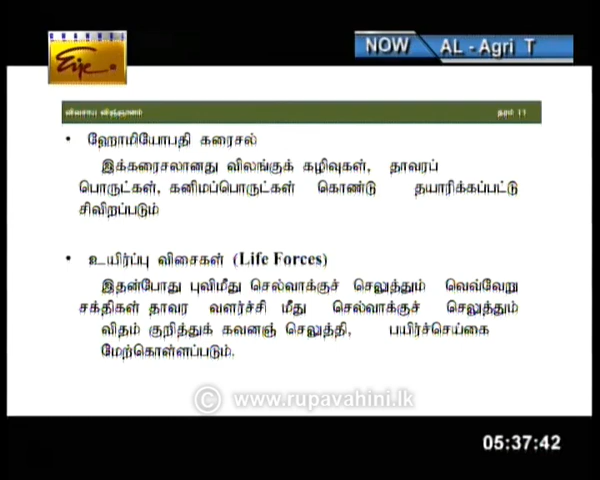 CHANNEL
Eye
NOW AL - Agri T
விவசாய விஞ்ஞானம் தரம் 11
• ஹோமியோபதி கரைசல்
இக்கரைசலானது விலங்குக் கழிவுகள், தாவரப்
பொருட்கள், கனிமப்பொருட்கள் கொண்டு தயாரிக்கப்பட்டு
சிவிறப்படும்
• உயிர்ப்பு விசைகள் (Life Forces)
இதன்போது புவிமீது செல்வாக்குச் செலுத்தும் வெவ்வேறு
சக்திகள் தாவர வளர்ச்சி மீது செல்வாக்குச் செலுத்தும்
விதம் குறித்துக் கவனஞ் செலுத்தி, பயிர்ச்செய்கை
மேற்கொள்ளப்படும்.
© www.rupavahini.lk
05:37:42